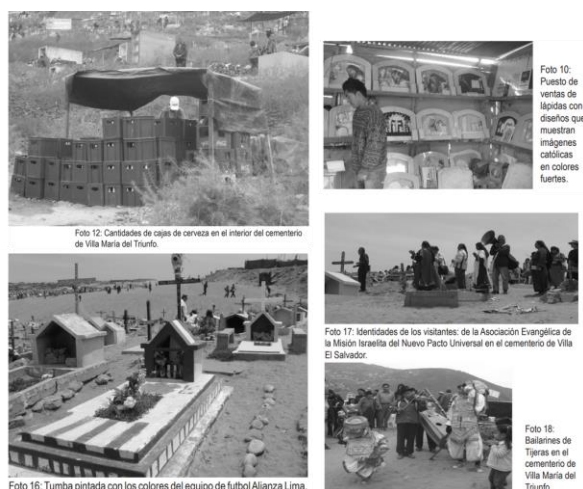 Foto 12: Cantidades de cajas de cerveza en el interior del cementerio
de Villa María del Triunfo.
Foto 16: Tumba pintada con los colores del equipo de futbol Alianza Lima.
Foto 10:
Puesto de
ventas de
lápidas con
diseños que
muestran
imágenes
católicas
en colores
fuertes.
Foto 17: Identidades de los visitantes: de la Asociación Evangélica de
la Misión Israelita del Nuevo Pacto Universal en el cementerio de Villa
El Salvador.
Foto 18:
Bailarines de
Tijeras en el
cementerio de
Villa María del
Triunfo.